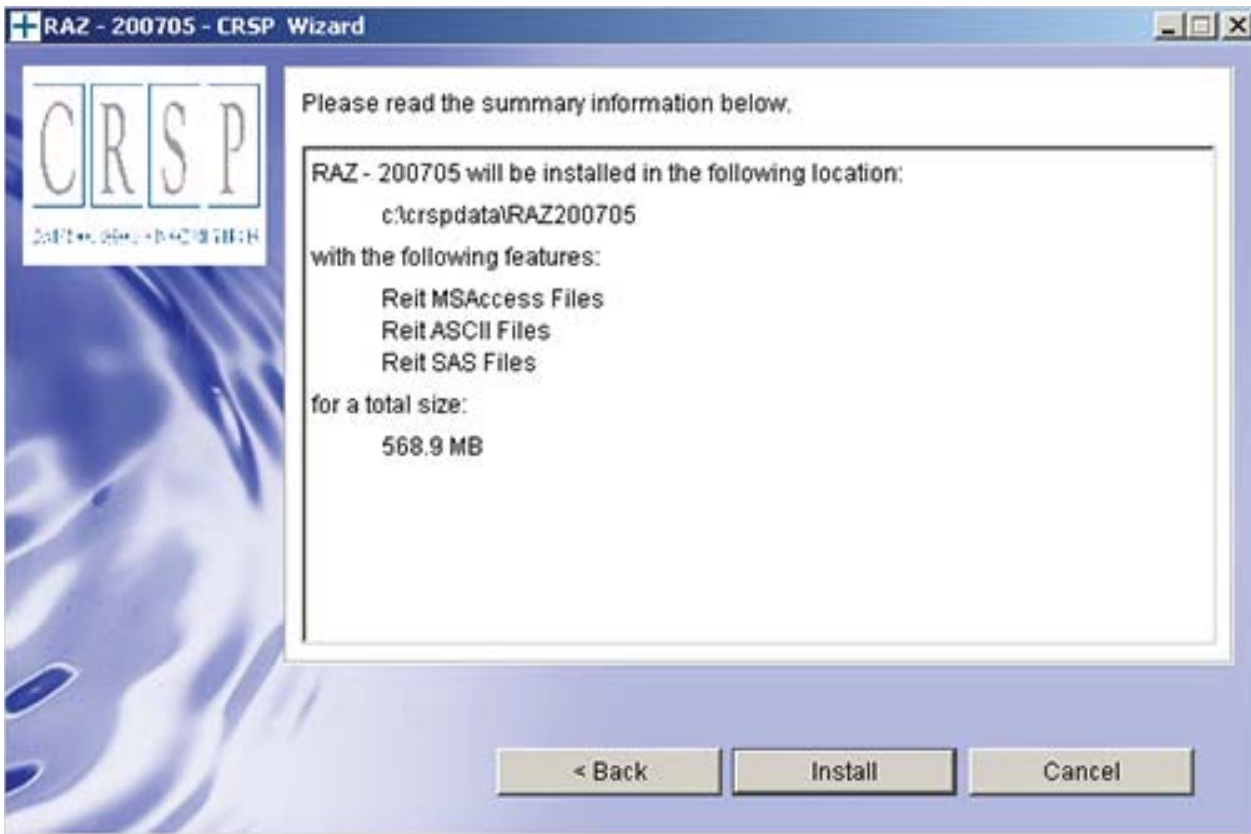 RAZ - 200705 - CRSP Wizard
CRSP
Please read the summary information below.
RAZ - 200705 will be installed in the following location:
c:\crspdata\RAZ200705
with the following features:
Reit MSAccess Files
Reit ASCII Files
Reit SAS Files
for a total size:
568.9 MB
< Back
Install
Cancel